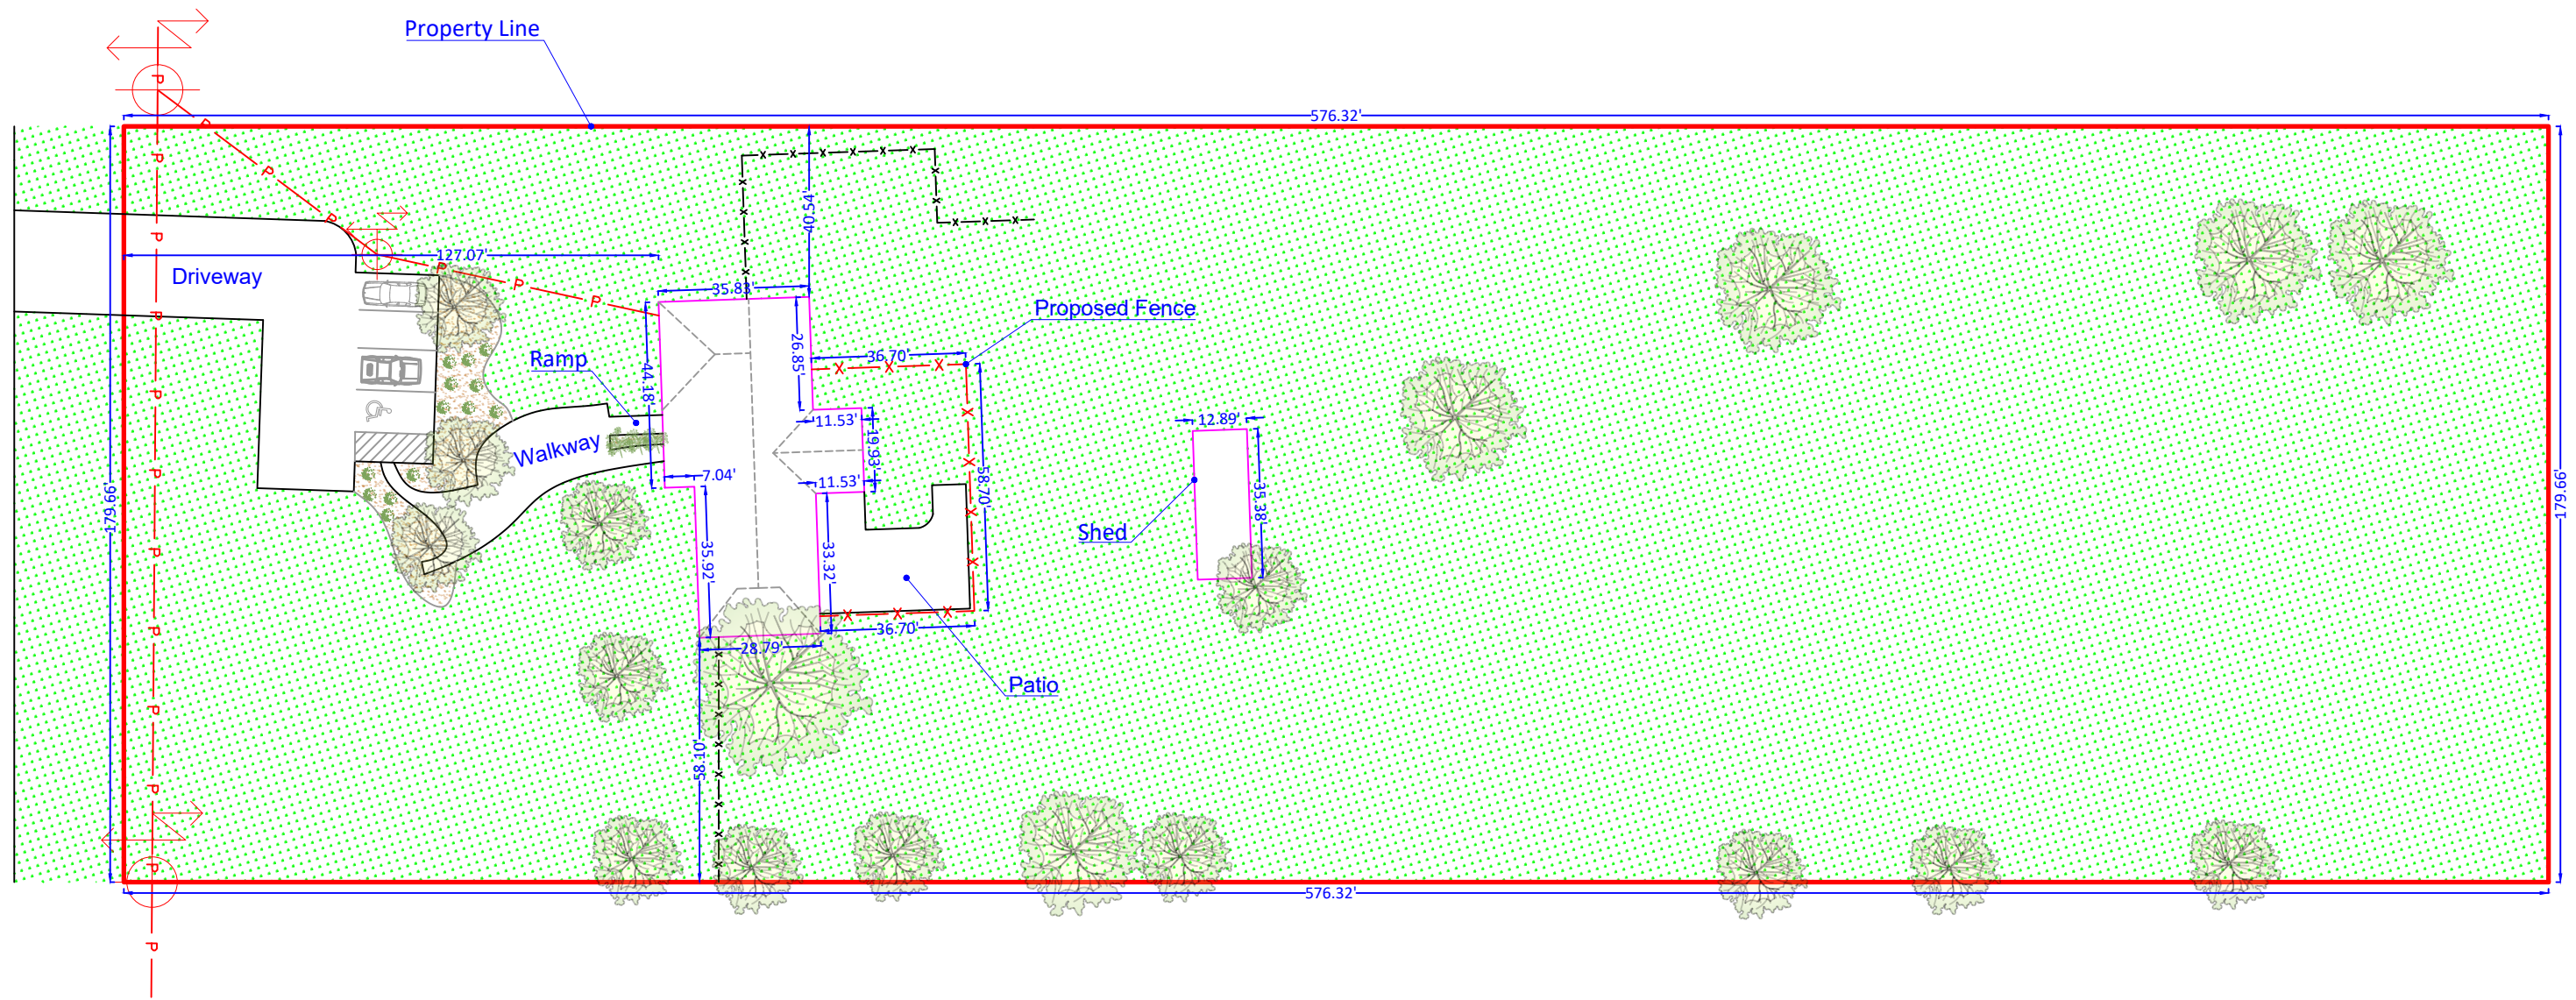 Property Line
576.32'
P
P
P
P
40.54'
P
P
P
127.07'
Driveway
P
P
P
35.83'
P
Proposed Fence
26.85'
36.70'
Ramp
44.18'
X X X
P
X
12.89'
11.53'
19.93'
Walkway
P
X
7.04'
11.53'
58.70'
179.66'
179.66'
35.38'
X
Shed
P
35.92'
33.32'
X
X X X
36.70'
P
28.79'
Patio
P
58.10'
P
P
576.32'
P